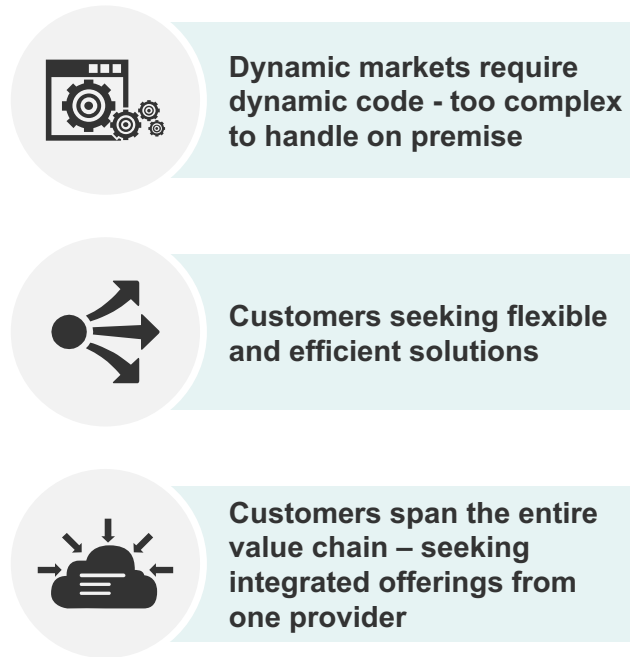 Dynamic markets require
dynamic code - too complex
to handle on premise
Customers seeking flexible
and efficient solutions
Customers span the entire
value chain – seeking
integrated offerings from
one provider